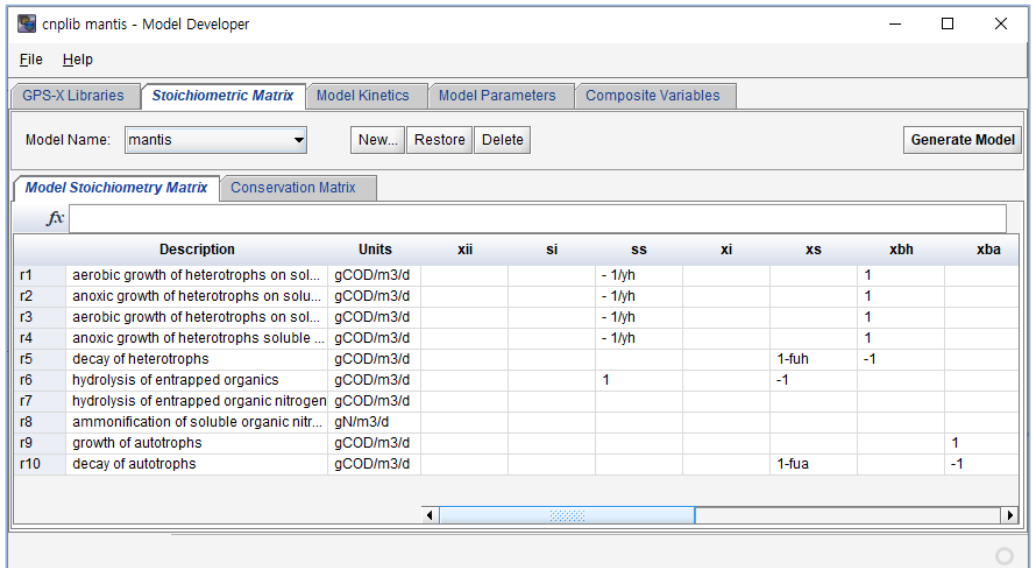 cnplib mantis - Model Developer
File Help
GPS-X Libraries Stoichiometric Matrix Model Kinetics Model Parameters Composite Variables
Model Name: mantis New... Restore Delete Generate Model
Model Stoichiometry Matrix Conservation Matrix
fx
Description Units xii si ss xi xs xbh xba
r1 aerobic growth of heterotrophs on sol... gCOD/m3/d - 1/yh 1
r2 anoxic growth of heterotrophs on solu... gCOD/m3/d - 1/yh 1
r3 aerobic growth of heterotrophs on sol... gCOD/m3/d - 1/yh 1
r4 anoxic growth of heterotrophs soluble ... gCOD/m3/d - 1/yh 1
r5 decay of heterotrophs gCOD/m3/d 1-fuh -1
r6 hydrolysis of entrapped organics gCOD/m3/d 1 -1
r7 hydrolysis of entrapped organic nitrogen gCOD/m3/d
r8 ammonification of soluble organic nitr... gN/m3/d
r9 growth of autotrophs gCOD/m3/d 1
r10 decay of autotrophs gCOD/m3/d 1-fua -1